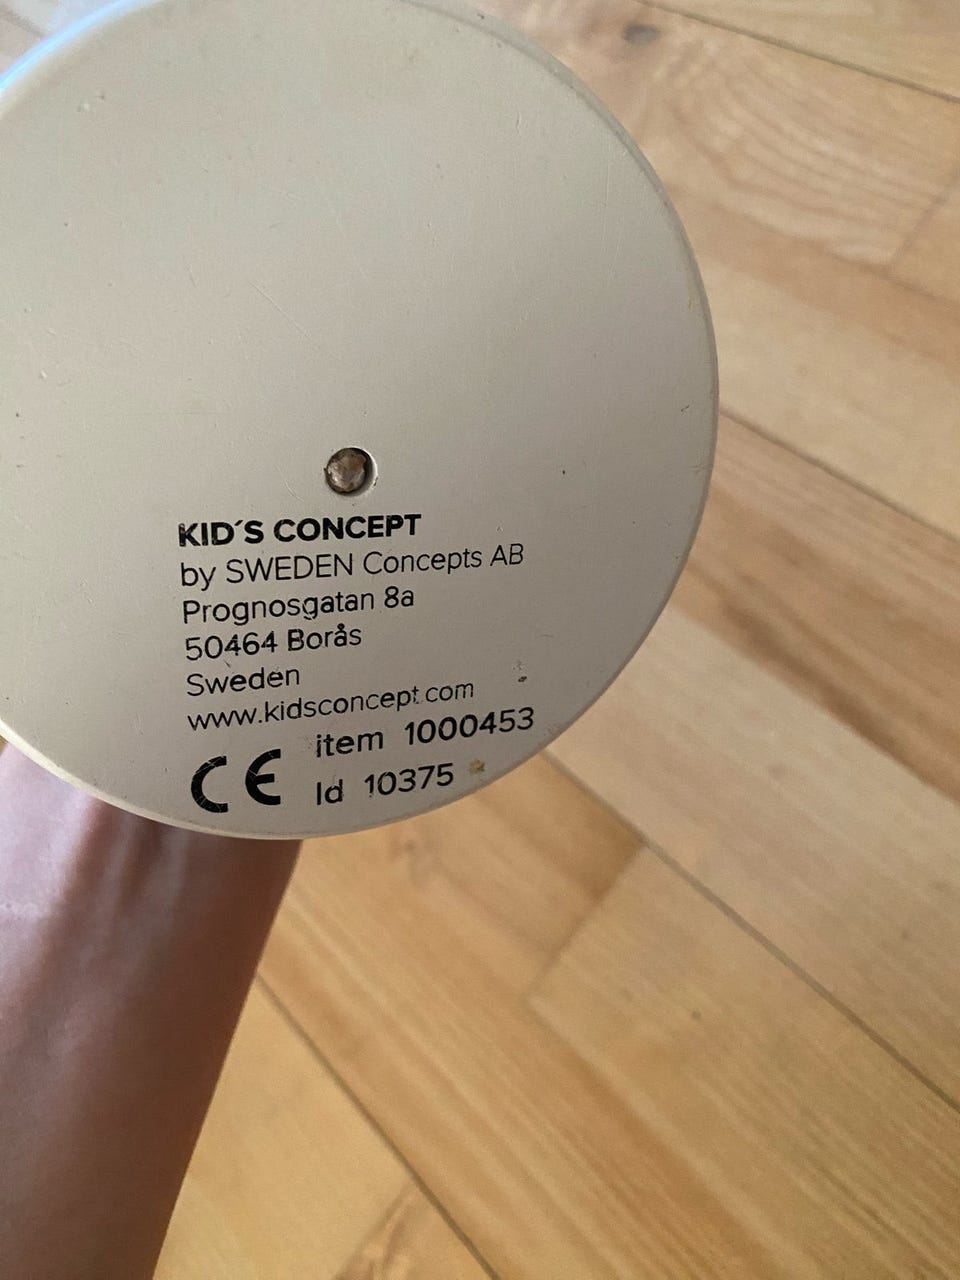 KID´S CONCEPT
by SWEDEN Concepts AB
Prognosgatan 8a
50464 Borås
Sweden
www.kidsconcept.com
CE item 1000453
Id 10375